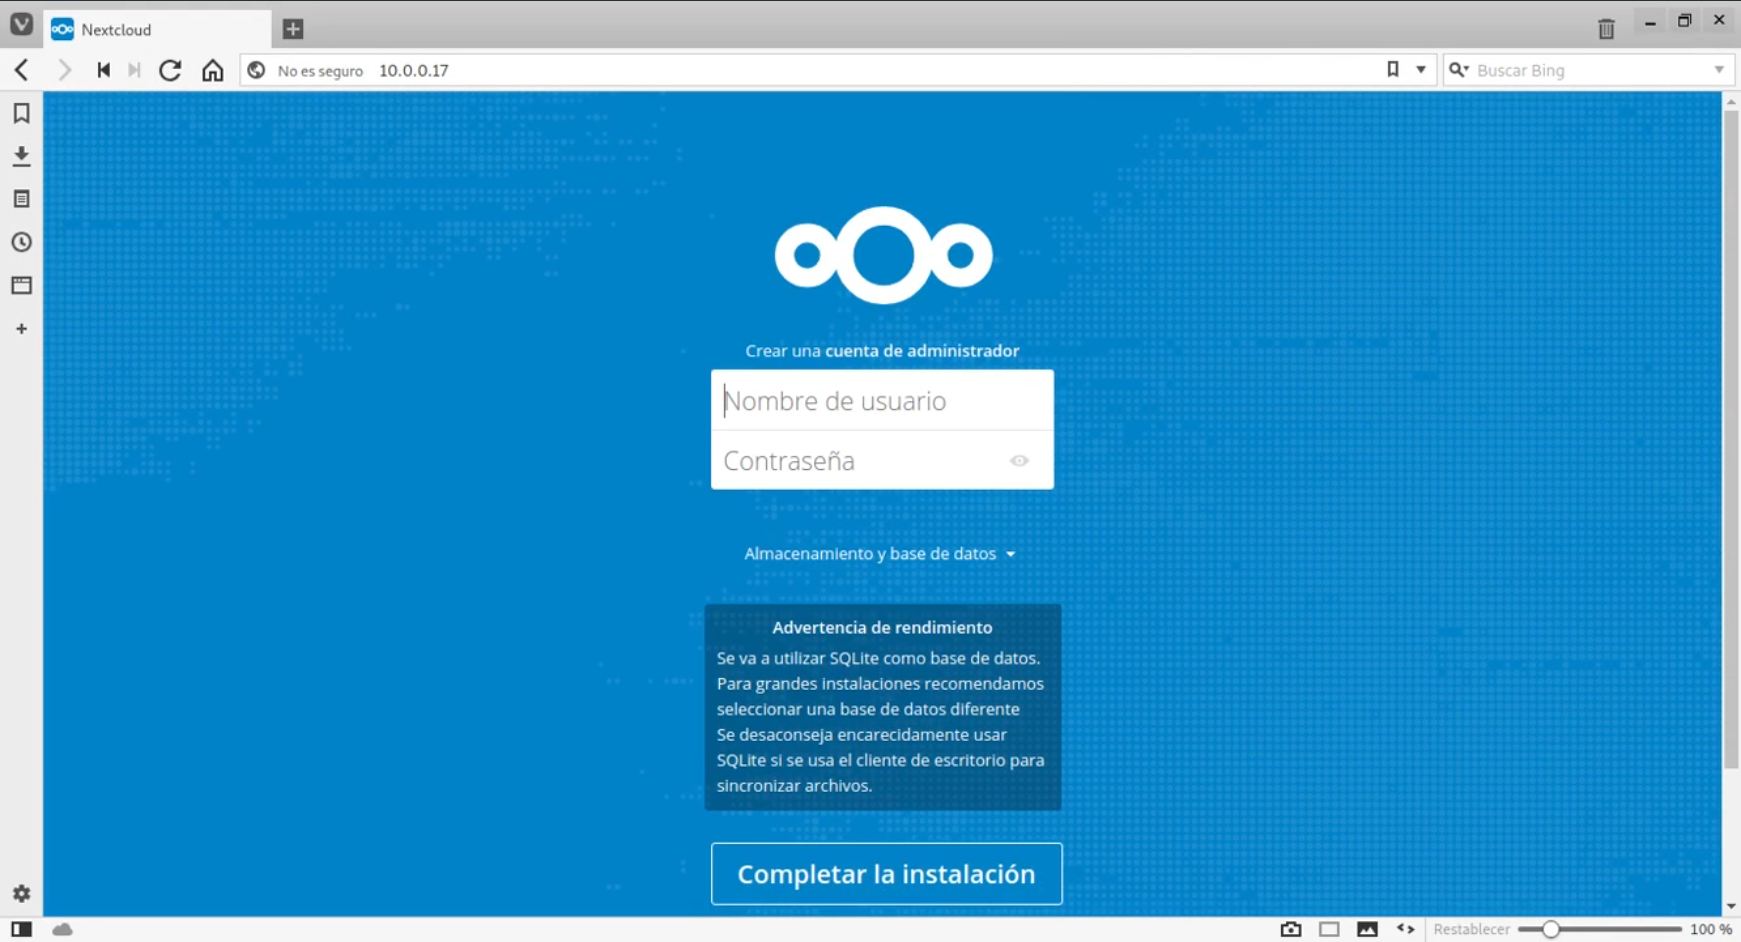 Nextcloud
No es seguro 10.0.0.17
Buscar Bing
Crear una cuenta de administrador
Nombre de usuario
Contraseña
Almacenamiento y base de datos
Advertencia de rendimiento
Se va a utilizar SQLite como base de datos.
Para grandes instalaciones recomendamos
seleccionar una base de datos diferente
Se desaconseja encarecidamente usar
SQLite si se usa el cliente de escritorio para
sincronizar archivos.
Completar la instalación
Restablecer 100 %